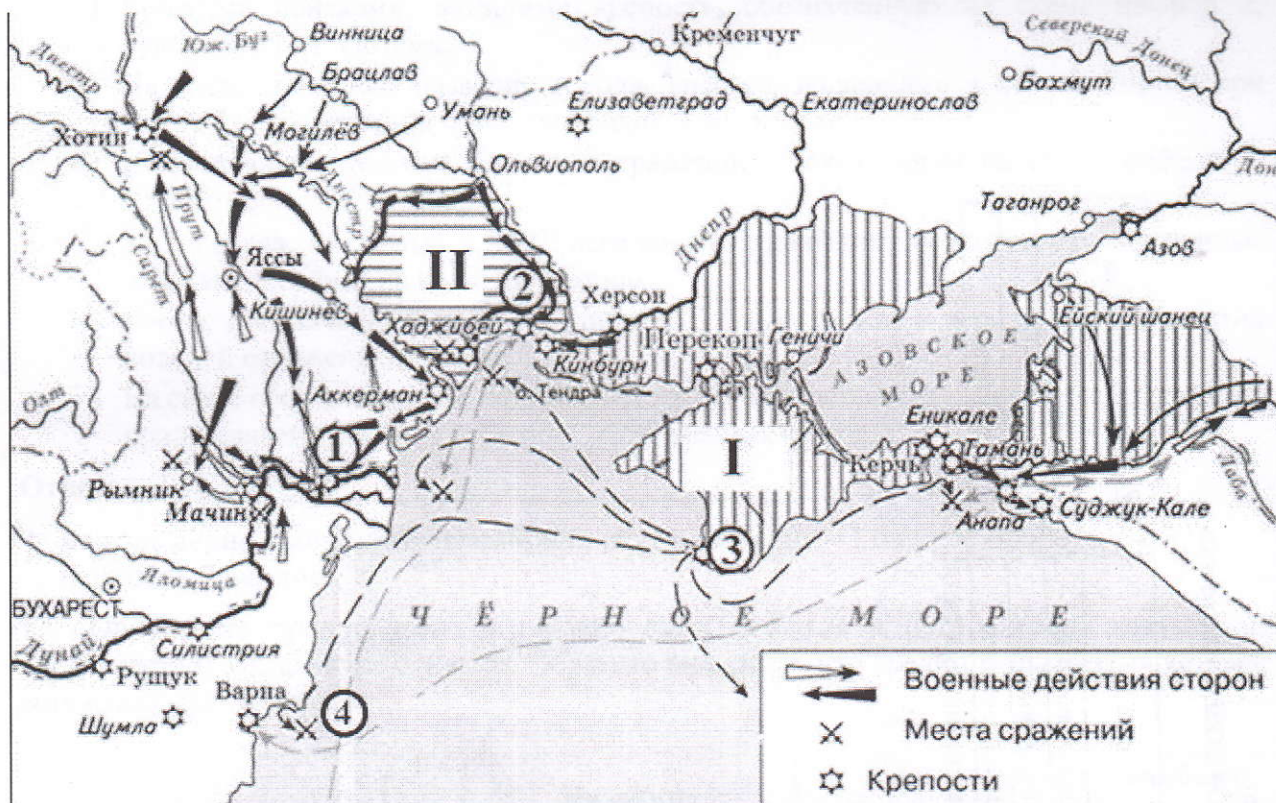 Винница
Кременчуг
Северский Донец
Юж. Буг
Днестр
Брацлав
Бахмут
Умань
Елизаветград
Екатеринослав
Хотин
Могилёв
Ольвиополь
Дон
Днестр
Таганрог
Прут
Днепр
Азов
Сирет
Яссы
II
2
Херсон
Кишинёв
Хаджибей
Перекоп
Геничи
Ейский шанец
Кинбурн
АЗОВСКОЕ
МОРЕ
Олт
Аккерман
о. Тендра
Еникале
1
I
Керчь
Тамань
Лаба
Рымник
Мачин
Анапа
Суджук-Кале
3
Яломица
БУХАРЕСТ
ЧЁРНОЕ МОРЕ
Дунай
Силистрия
Рущук
Варна
Шумла
4
Военные действия сторон
Места сражений
Крепости